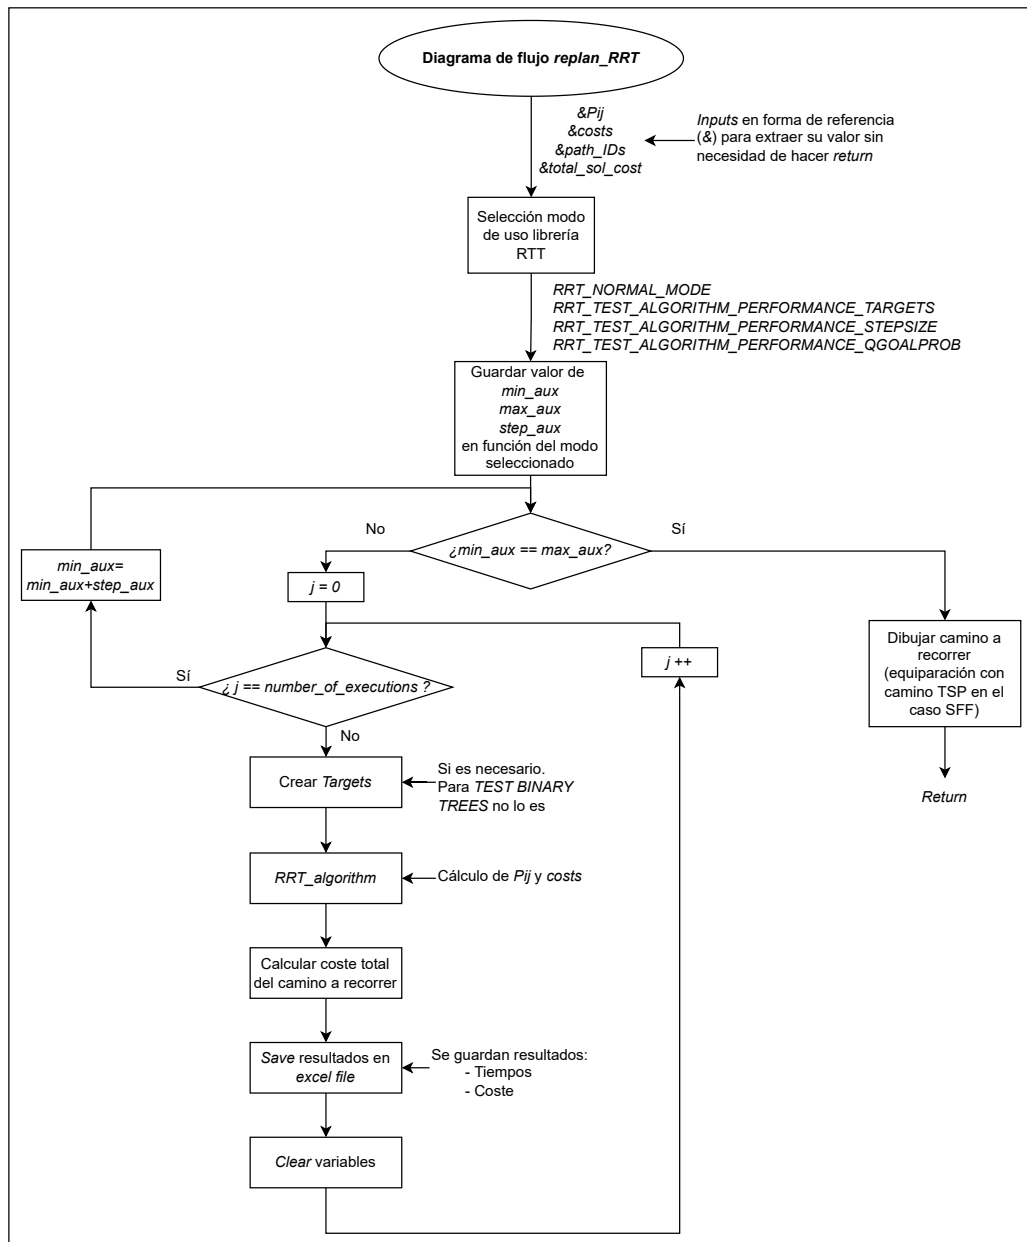 Diagrama de flujo replan_RRT
&Pij
&costs
&path_IDs
&total_sol_cost
Inputs en forma de referencia
(&) para extraer su valor sin
necesidad de hacer return
Selección modo
de uso librería
RTT
RRT_NORMAL_MODE
RRT_TEST_ALGORITHM_PERFORMANCE_TARGETS
RRT_TEST_ALGORITHM_PERFORMANCE_STEPSIZE
RRT_TEST_ALGORITHM_PERFORMANCE_QGOALPROB
Guardar valor de
min_aux
max_aux
step_aux
en función del modo
seleccionado
No
Sí
¿min_aux == max_aux?
min_aux=
min_aux+step_aux
j = 0
Dibujar camino a
recorrer
(equiparación con
camino TSP en el
caso SFF)
j ++
Sí
¿ j == number_of_executions ?
No
Crear Targets
Si es necesario.
Para TEST BINARY
TREES no lo es
Return
RRT_algorithm
Cálculo de Pij y costs
Calcular coste total
del camino a recorrer
Save resultados en
excel file
Se guardan resultados:
- Tiempos
- Coste
Clear variables